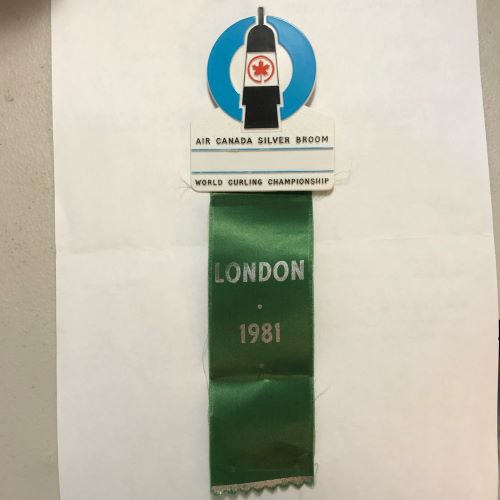 AIR CANADA SILVER BROOM
WORLD CURLING CHAMPIONSHIP
LONDON
1981